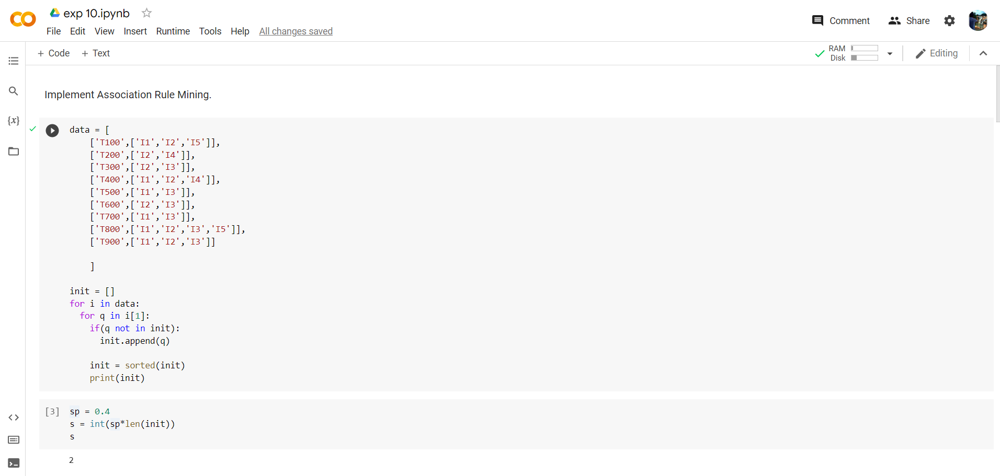 exp 10.ipynb
File Edit View Insert Runtime Tools Help All changes saved
Comment Share
+ Code + Text
RAM
Disk
Editing
{x}
Implement Association Rule Mining.
data = [
    ['T100',['I1','I2','I5']],
    ['T200',['I2','I4']],
    ['T300',['I2','I3']],
    ['T400',['I1','I2','I4']],
    ['T500',['I1','I3']],
    ['T600',['I2','I3']],
    ['T700',['I1','I3']],
    ['T800',['I1','I2','I3','I5']],
    ['T900',['I1','I2','I3']]
    ]
init = []
for i in data:
  for q in i[1]:
    if(q not in init):
      init.append(q)
    init = sorted(init)
    print(init)
[3] sp = 0.4
s = int(sp*len(init))
s
2